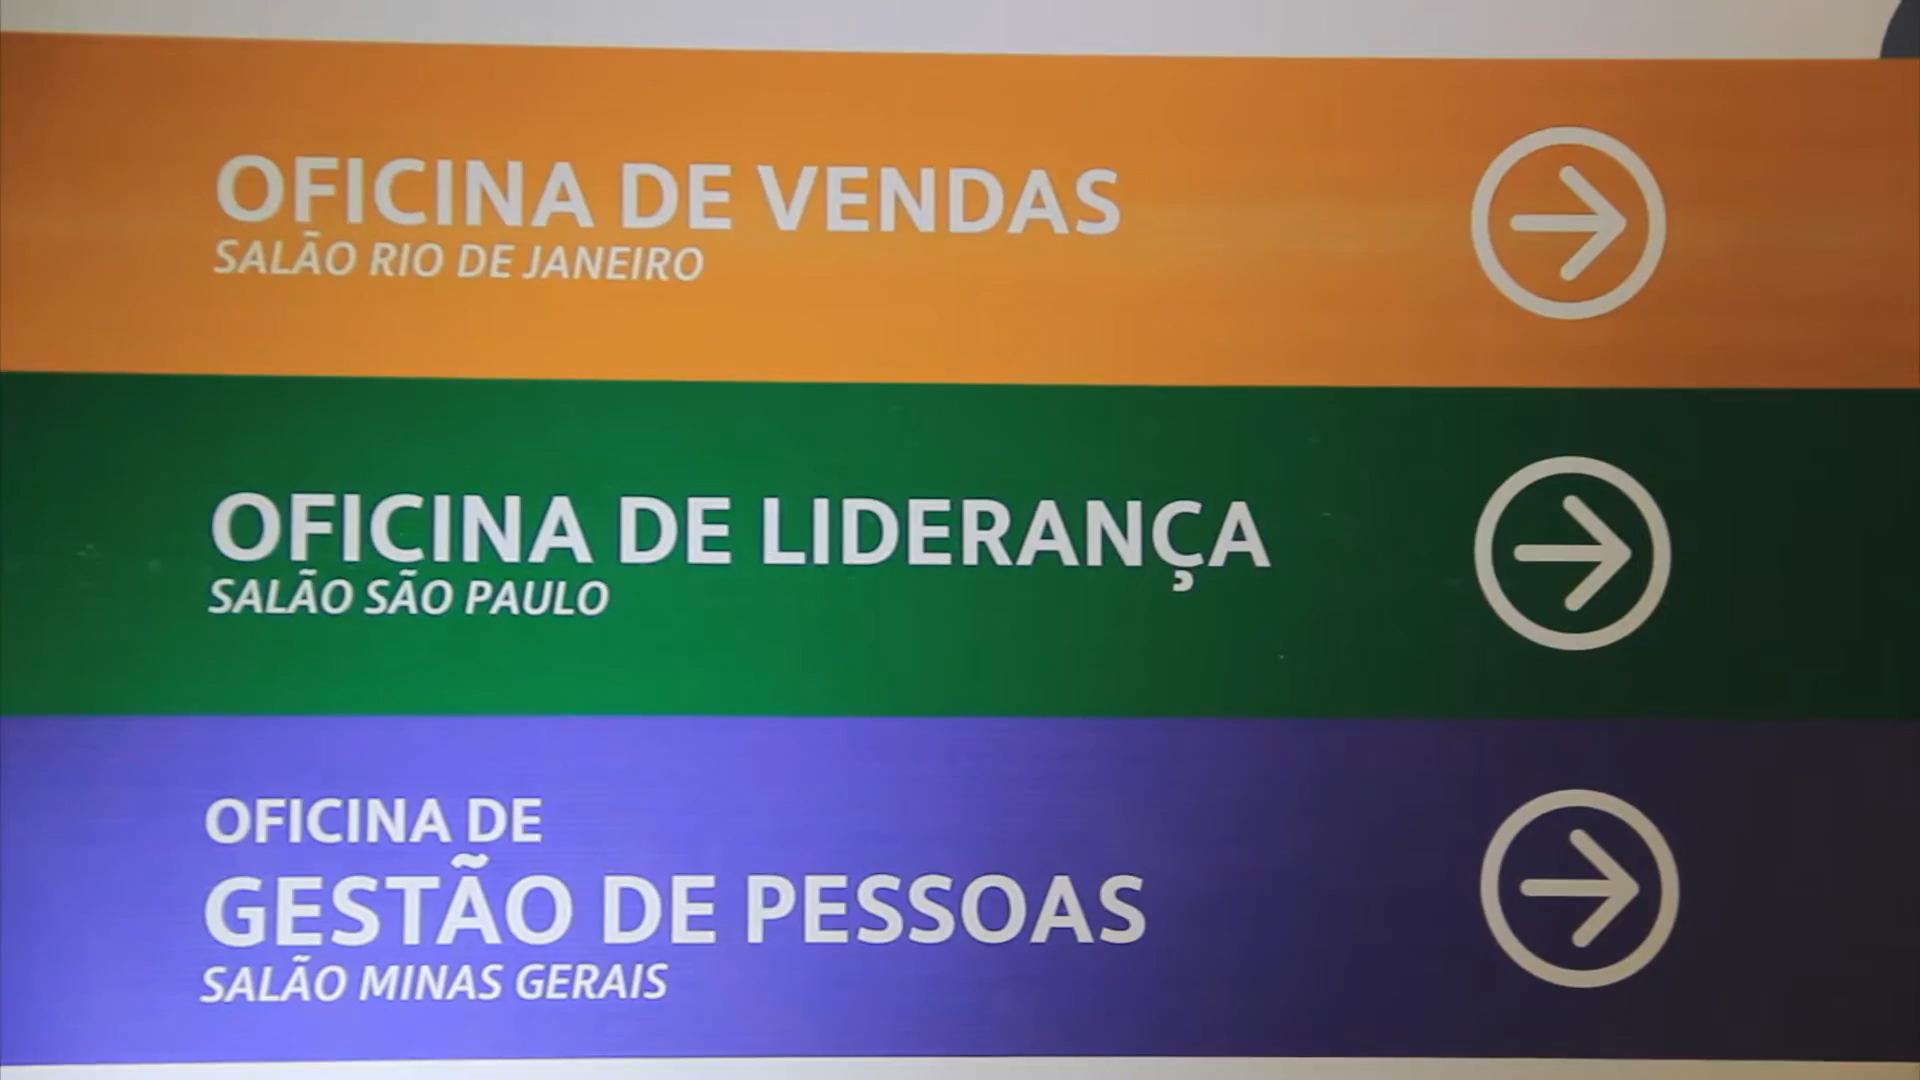 OFICINA DE VENDAS
SALÃO RIO DE JANEIRO
OFICINA DE LIDERANÇA
SALÃO SÃO PAULO
OFICINA DE
GESTÃO DE PESSOAS
SALÃO MINAS GERAIS